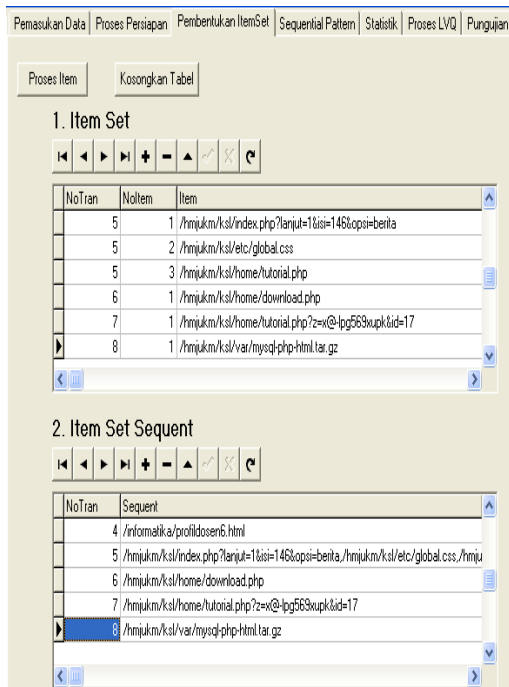 Pemasukan Data Proses Persiapan Pembentukan ItemSet Sequential Pattern Statistik Proses LVQ Pungujian
Proses Item Kosongkan Tabel
1. Item Set
NoTran NoItem Item
5 1 /hmjukm/ksl/index.php?lanjut=1&isi=146&opsi=berita
5 2 /hmjukm/ksl/etc/global.css
5 3 /hmjukm/ksl/home/tutorial.php
6 1 /hmjukm/ksl/home/download.php
7 1 /hmjukm/ksl/home/tutorial.php?z=x@-lpg569xupk&id=17
8 1 /hmjukm/ksl/var/mysql-php-html.tar.gz
2. Item Set Sequent
NoTran Sequent
4 /informatika/profildosen6.html
5 /hmjukm/ksl/index.php?lanjut=1&isi=146&opsi=berita,/hmjukm/ksl/etc/global.css,/hmju
6 /hmjukm/ksl/home/download.php
7 /hmjukm/ksl/home/tutorial.php?z=x@-lpg569xupk&id=17
8 /hmjukm/ksl/var/mysql-php-html.tar.gz